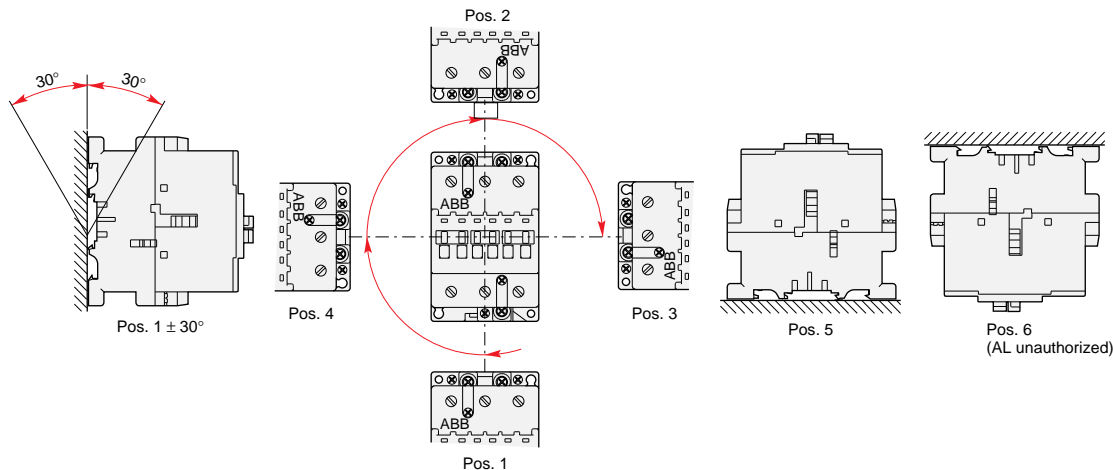 Pos. 2
30°
30°
ABB
ABB
ABB
ABB
Pos. 1 ± 30°
Pos. 4
Pos. 3
Pos. 5
Pos. 6
(AL unauthorized)
ABB
Pos. 1